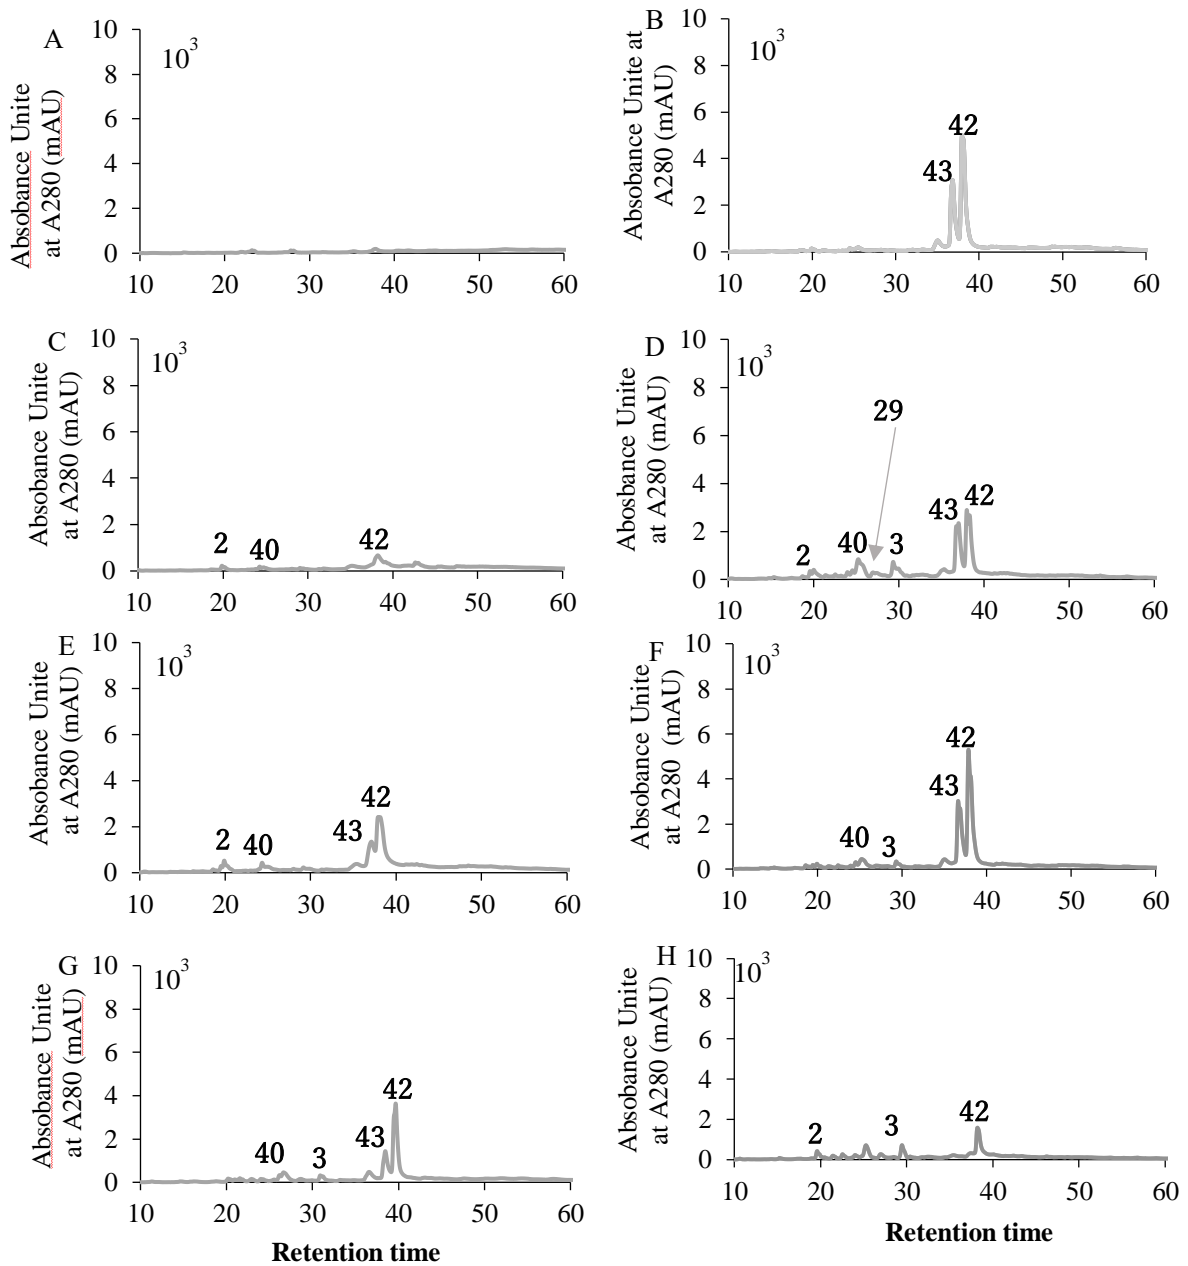 A
10³
Absobance Unite
at A280 (mAU)
10
8
6
4
2
0
10 20 30 40 50 60
B
10³
Absobance Unite at
A280 (mAU)
10
8
6
4
2
0
43
42
10 20 30 40 50 60
C
10³
Absobance Unite
at A280 (mAU)
10
8
6
4
2
0
2
40
42
10 20 30 40 50 60
D
10³
Abosbance Unite
at A280 (mAU)
10
8
6
4
2
0
29
2
40
3
43
42
10 20 30 40 50 60
E
10³
Absobance Unite
at A280 (mAU)
10
8
6
4
2
0
2
40
43
42
10 20 30 40 50 60
F
10³
Absobance Unite
at A280 (mAU)
10
8
6
4
2
0
40
3
43
42
10 20 30 40 50 60
G
10³
Absobance Unite
at A280 (mAU)
10
8
6
4
2
0
40
3
43
42
10 20 30 40 50 60
Retention time
H
10³
Absobance Unite
at A280 (mAU)
10
8
6
4
2
0
2
3
42
10 20 30 40 50 60
Retention time